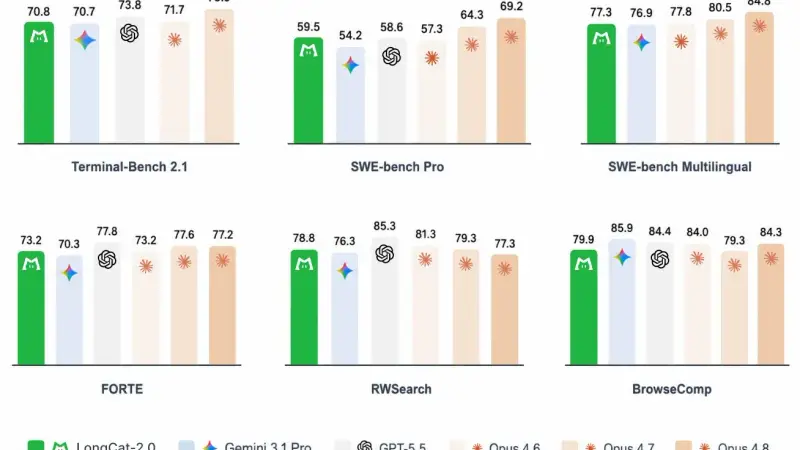 70.8 70.7 73.8 71.7
Terminal-Bench 2.1
59.5 54.2 58.6 57.3 64.3 69.2
SWE-bench Pro
77.3 76.9 77.8 80.5 84.8
SWE-bench Multilingual
73.2 70.3 77.8 73.2 77.6 77.2
FORTE
78.8 76.3 85.3 81.3 79.3 77.3
RWSearch
79.9 85.9 84.4 84.0 79.3 84.3
BrowseComp
LongCat-2.0 Gemini 3.1 Pro GPT-5.5 Opus 4.6 Opus 4.7 Opus 4.8